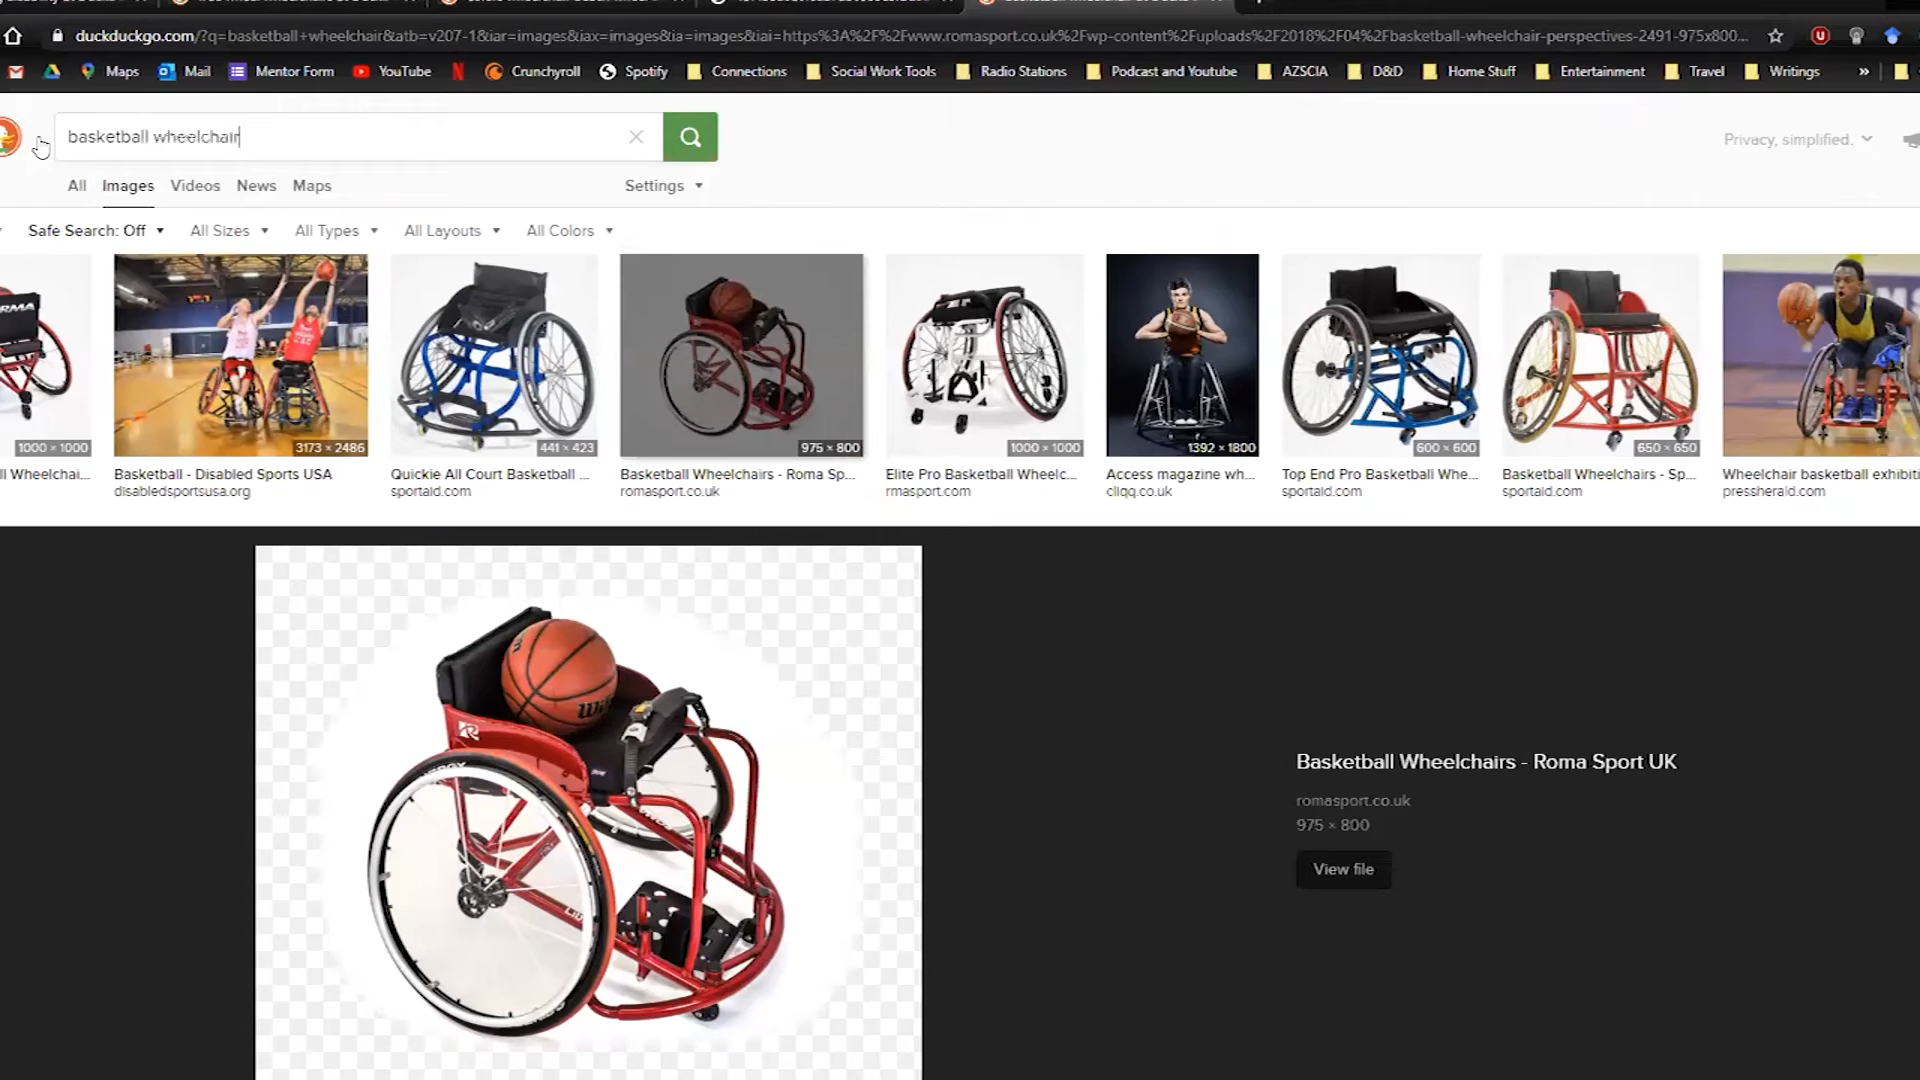 duckduckgo.com/?q=basketball+wheelchair&atb=v207-1&iar=images&iax=images&ia=images&iai=https%3A%2F%2Fwww.romasport.co.uk%2Fwp-content%2Fuploads%2F2018%2F04%2Fbasketball-wheelchair-perspectives-2491-975x800...
Maps Mail Mentor Form YouTube Crunchyroll Spotify Connections Social Work Tools Radio Stations Podcast and Youtube AZSCIA D&D Home Stuff Entertainment Travel Writings »
basketball wheelchair
Privacy, simplified.
All Images Videos News Maps Settings
Safe Search: Off All Sizes All Types All Layouts All Colors
1000 × 1000 3173 × 2486 441 × 423 975 × 800 1000 × 1000 1392 × 1800 600 × 600 650 × 650
ll Wheelchai... Basketball - Disabled Sports USA Quickie All Court Basketball ... Basketball Wheelchairs - Roma Sp... Elite Pro Basketball Wheelc... Access magazine wh... Top End Pro Basketball Whe... Basketball Wheelchairs - Sp... Wheelchair basketball exhibiti
disabledsportsusa.org sportaid.com romasport.co.uk rmasport.com cliqq.co.uk sportaid.com sportaid.com pressherald.com
Basketball Wheelchairs - Roma Sport UK
romasport.co.uk
975 × 800
View file